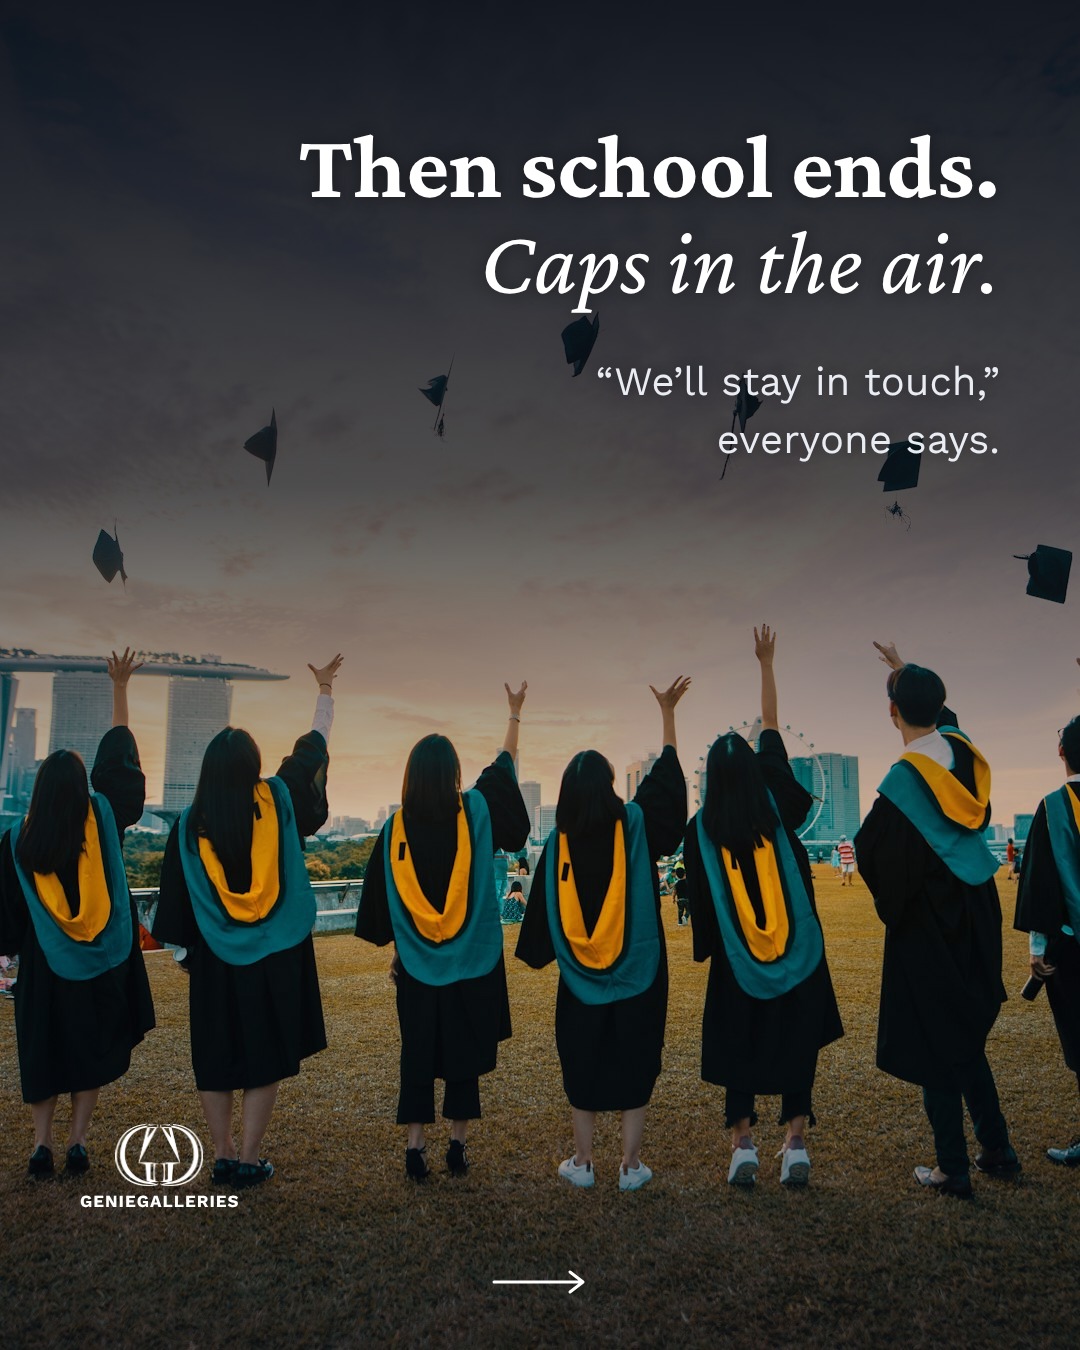 Then school ends.
Caps in the air.
“We’ll stay in touch,”
everyone says.
GENIEGALLERIES